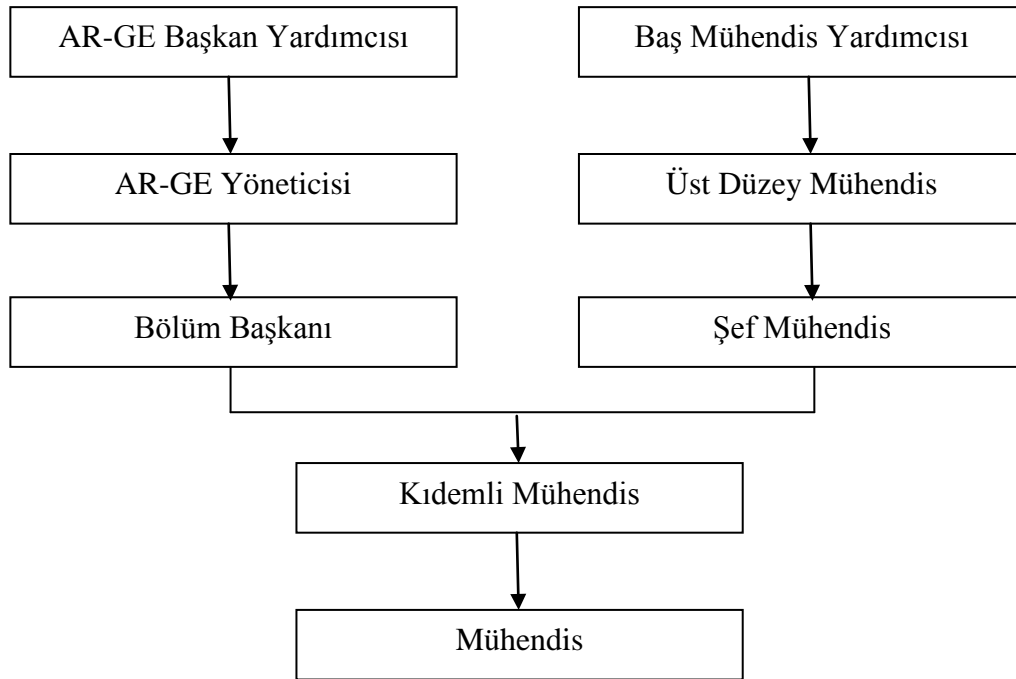 AR-GE Başkan Yardımcısı
Baş Mühendis Yardımcısı
AR-GE Yöneticisi
Üst Düzey Mühendis
Bölüm Başkanı
Şef Mühendis
Kıdemli Mühendis
Mühendis